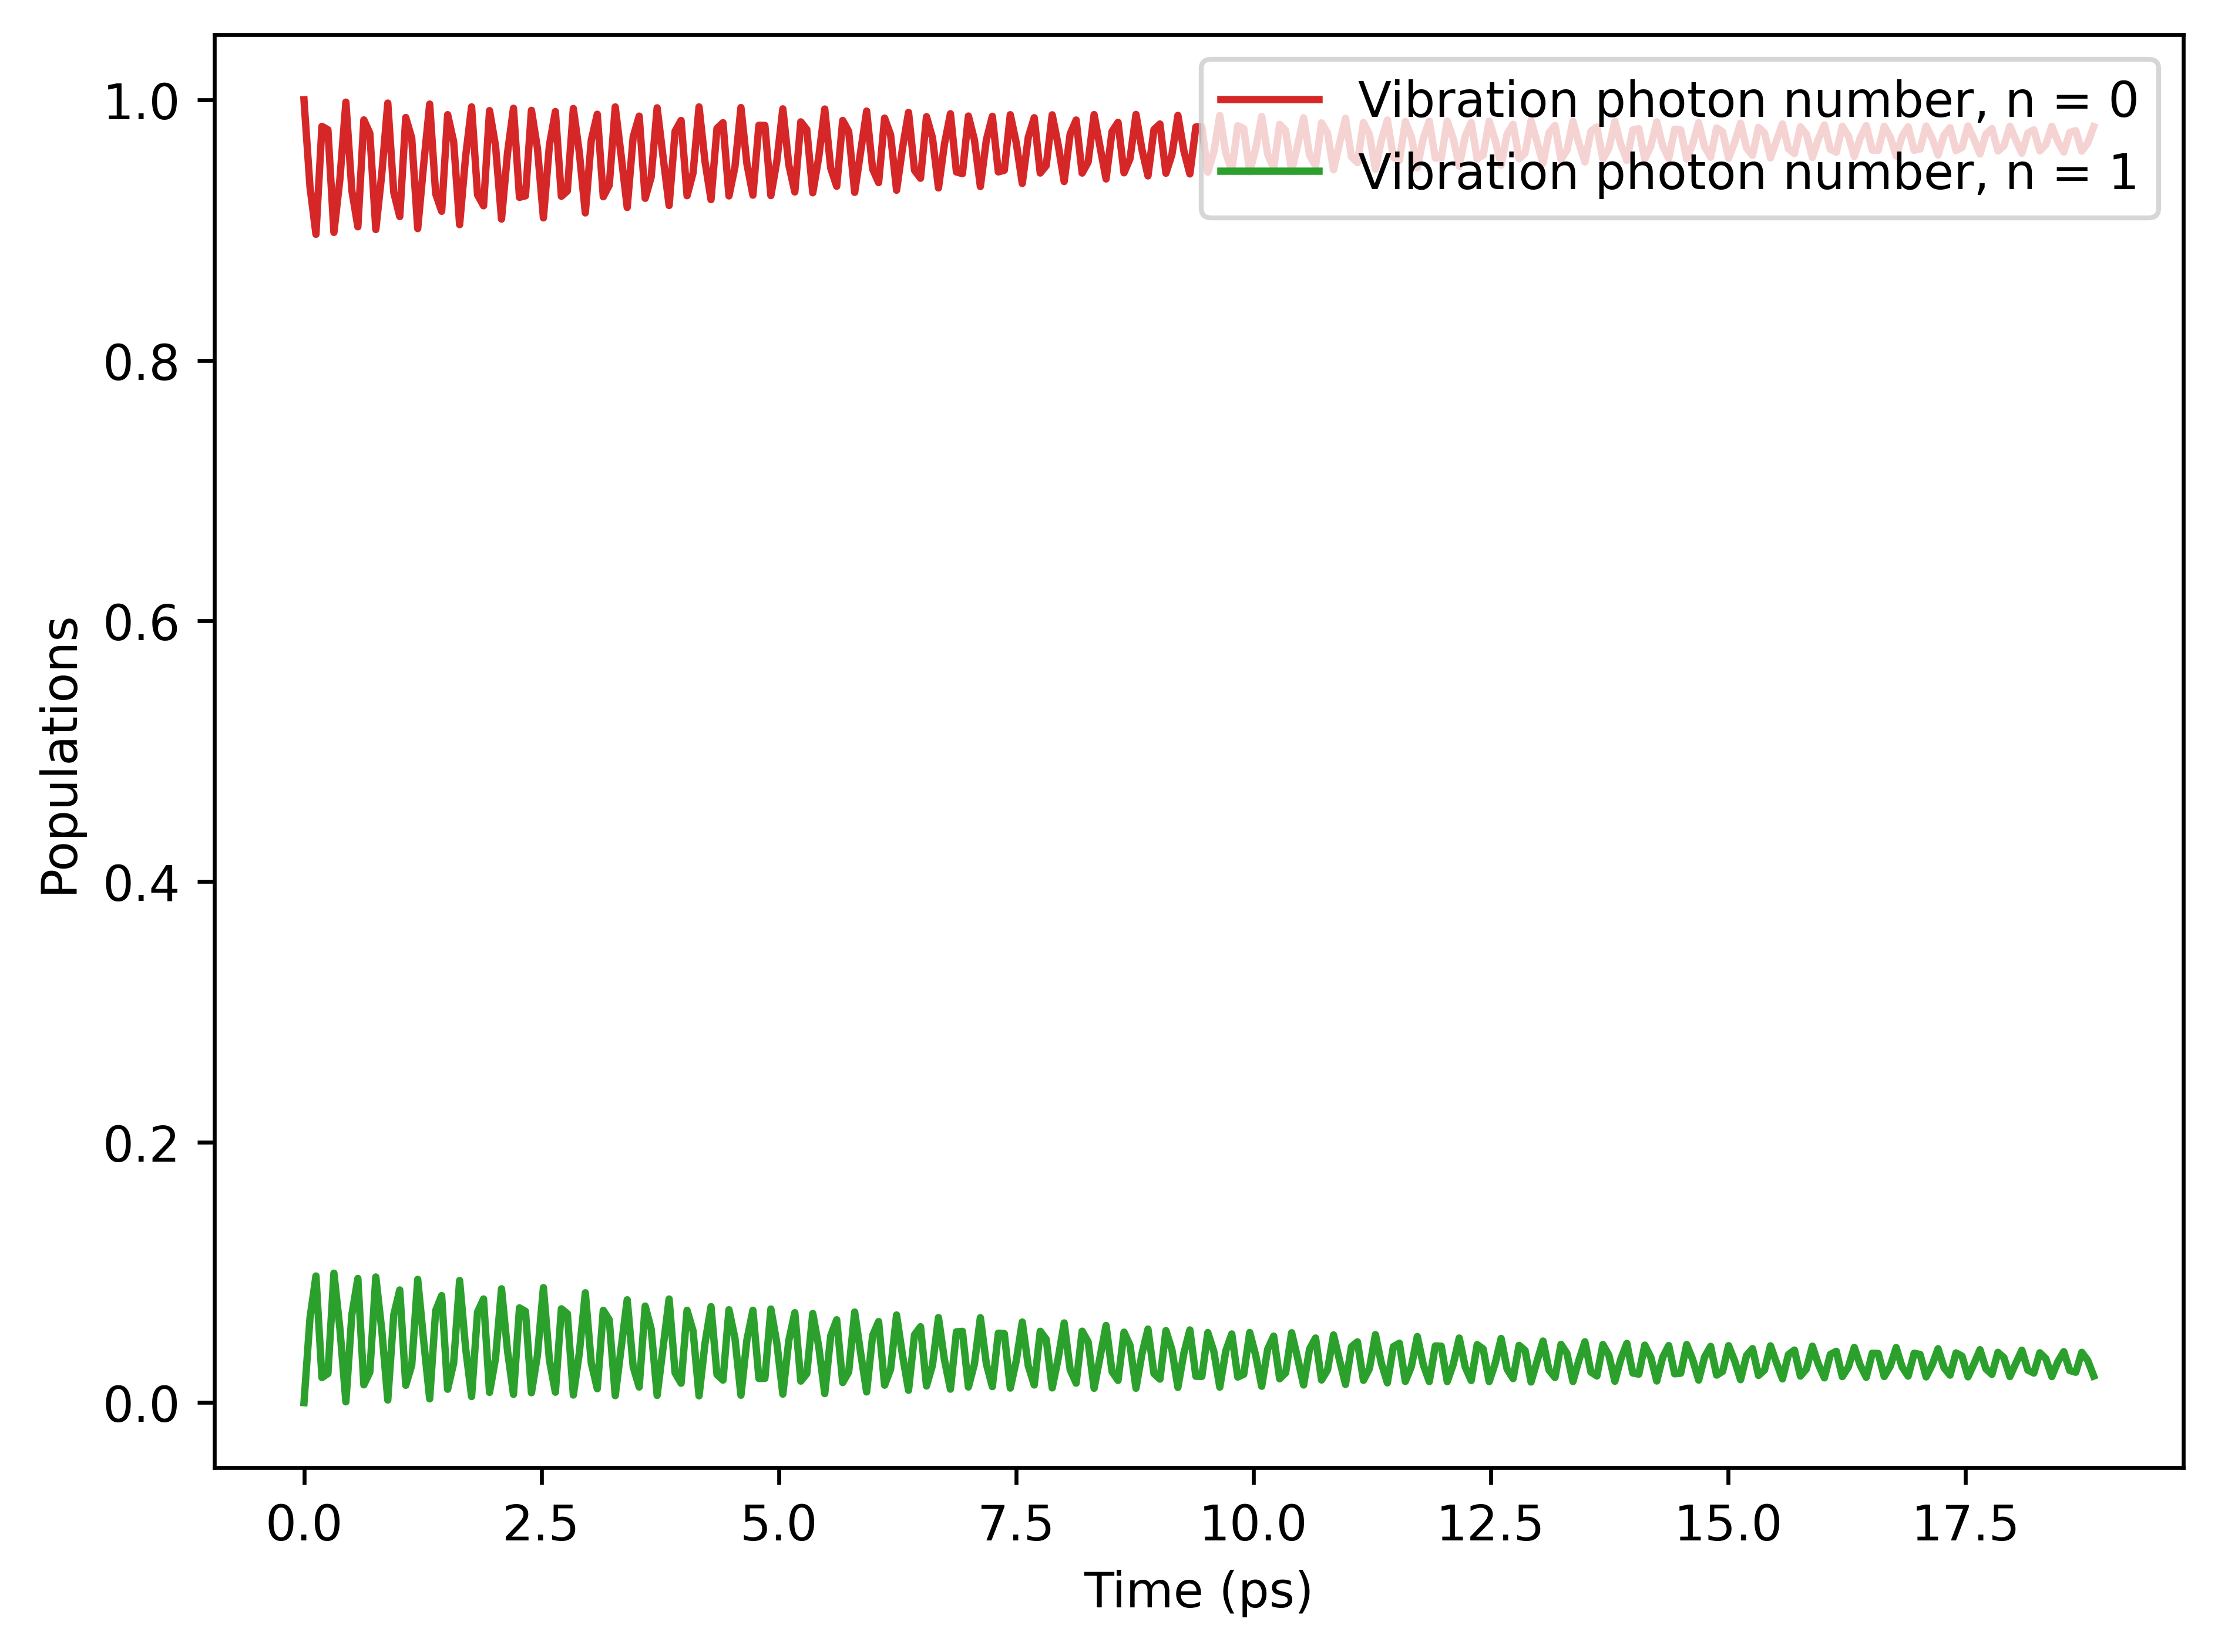 Vibration photon number, n = 0
Vibration photon number, n = 1
1.0
0.8
0.6
0.4
0.2
0.0
Populations
0.0 2.5 5.0 7.5 10.0 12.5 15.0 17.5
Time (ps)